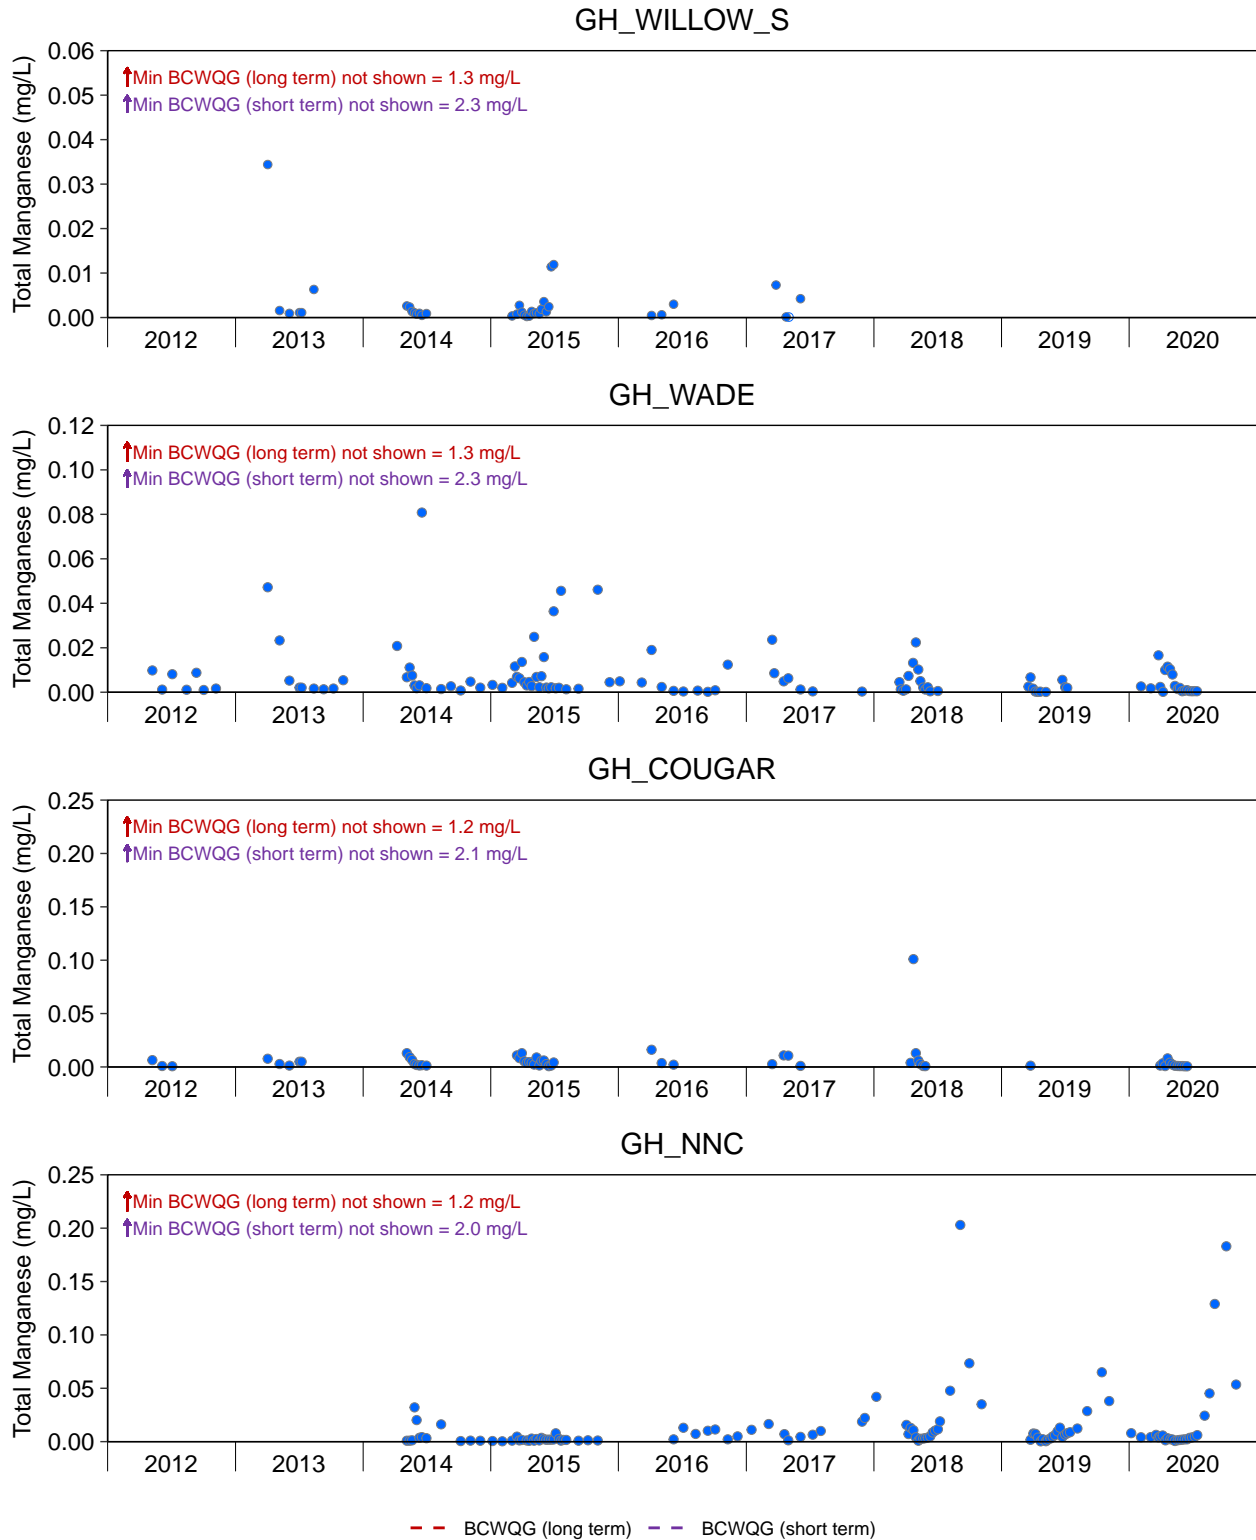 GH_WILLOW_S
Total Manganese (mg/L)
0.06
0.05
0.04
0.03
0.02
0.01
0.00
↑Min BCWQG (long term) not shown = 1.3 mg/L
↑Min BCWQG (short term) not shown = 2.3 mg/L
2012 2013 2014 2015 2016 2017 2018 2019 2020
GH_WADE
Total Manganese (mg/L)
0.12
0.10
0.08
0.06
0.04
0.02
0.00
↑Min BCWQG (long term) not shown = 1.3 mg/L
↑Min BCWQG (short term) not shown = 2.3 mg/L
2012 2013 2014 2015 2016 2017 2018 2019 2020
GH_COUGAR
Total Manganese (mg/L)
0.25
0.20
0.15
0.10
0.05
0.00
↑Min BCWQG (long term) not shown = 1.2 mg/L
↑Min BCWQG (short term) not shown = 2.1 mg/L
2012 2013 2014 2015 2016 2017 2018 2019 2020
GH_NNC
Total Manganese (mg/L)
0.25
0.20
0.15
0.10
0.05
0.00
↑Min BCWQG (long term) not shown = 1.2 mg/L
↑Min BCWQG (short term) not shown = 2.0 mg/L
2012 2013 2014 2015 2016 2017 2018 2019 2020
BCWQG (long term) BCWQG (short term)